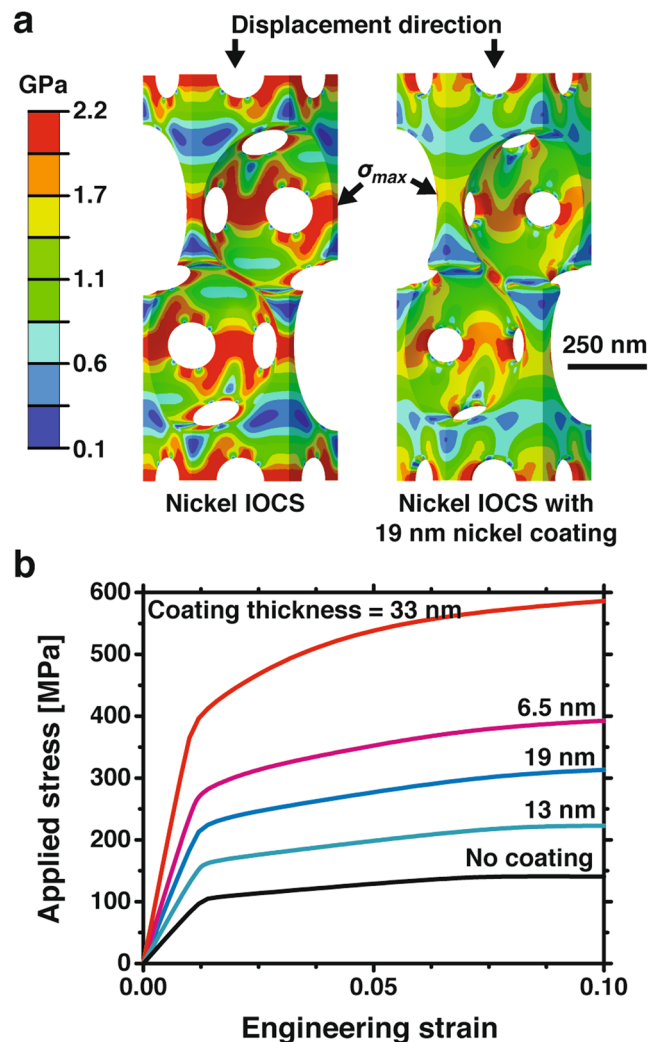 a
Displacement direction
GPa
2.2
1.7
1.1
0.6
0.1
σmax
250 nm
Nickel IOCS
Nickel IOCS with
19 nm nickel coating
b
600
500
400
300
200
100
0
Applied stress [MPa]
Coating thickness = 33 nm
6.5 nm
19 nm
13 nm
No coating
0.00
0.05
0.10
Engineering strain